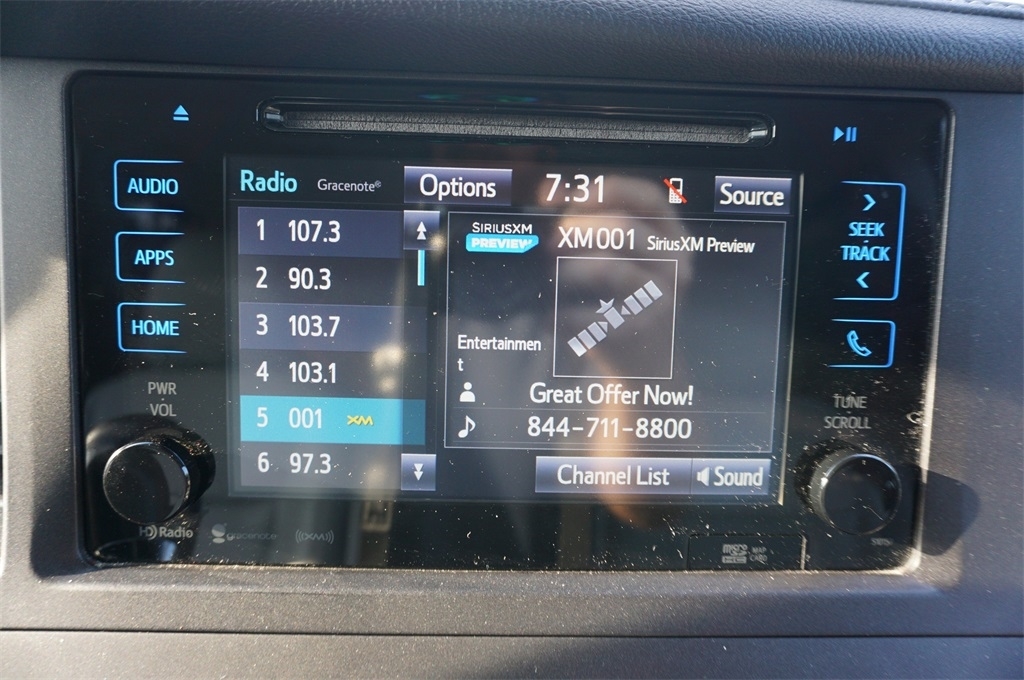 AUDIO
APPS
HOME
PWR
VOL
HD Radio
gracenote
((XM))
Radio Gracenote®
Options
7:31
Source
1 107.3
2 90.3
3 103.7
4 103.1
5 001 XM
6 97.3
SIRIUSXM
PREVIEW
XM001 SiriusXM Preview
Entertainmen
t
Great Offer Now!
844-711-8800
Channel List
Sound
SEEK
TRACK
TUNE
SCROLL
micro
MAP
CARD